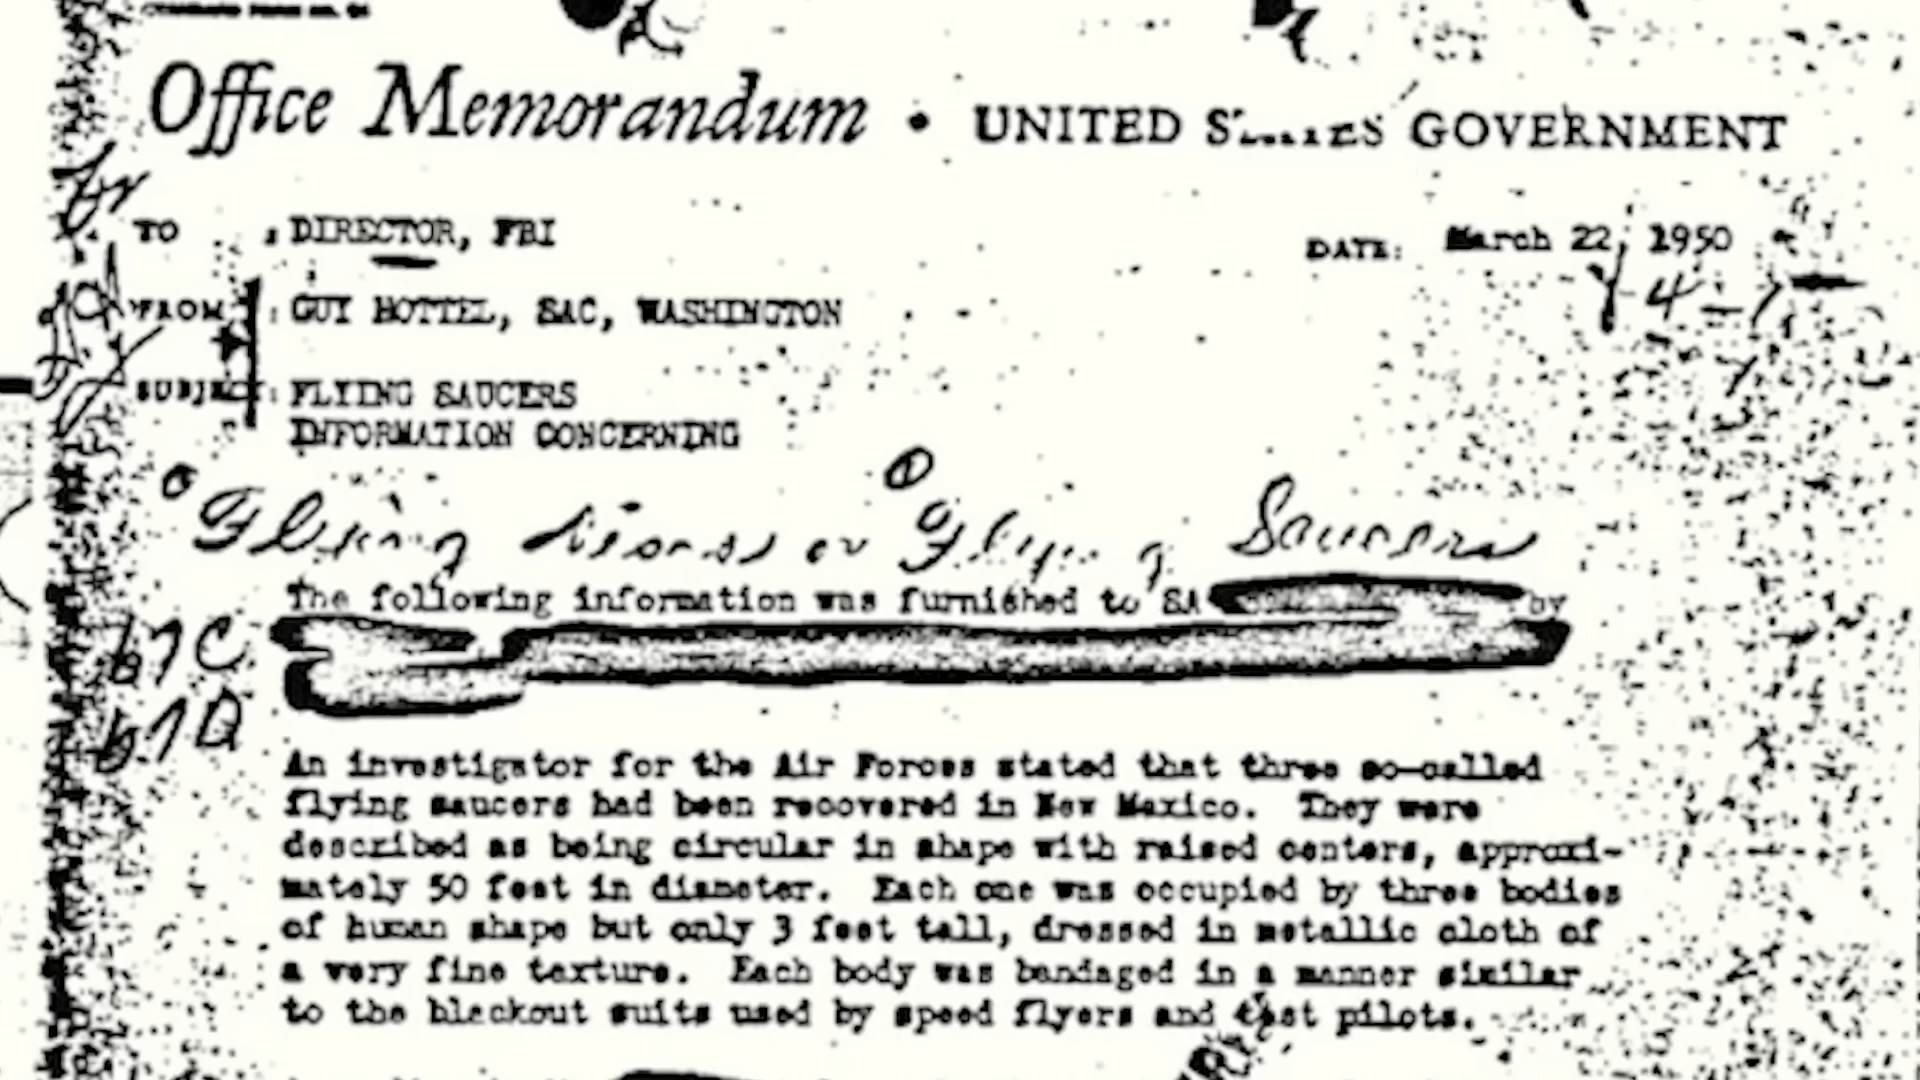 Office Memorandum • UNITED STATES GOVERNMENT
TO : DIRECTOR, FBI
DATE: March 22, 1950
FROM : GUY HOTTEL, SAC, WASHINGTON
SUBJECT: FLYING SAUCERS
INFORMATION CONCERNING
Flying Discs or Flying Saucers
The following information was furnished to SA by
b7C
b7D
An investigator for the Air Forces stated that three so-called
flying saucers had been recovered in New Mexico. They were
described as being circular in shape with raised centers, approxi-
mately 50 feet in diameter. Each one was occupied by three bodies
of human shape but only 3 feet tall, dressed in metallic cloth of
a very fine texture. Each body was bandaged in a manner similar
to the blackout suits used by speed flyers and test pilots.